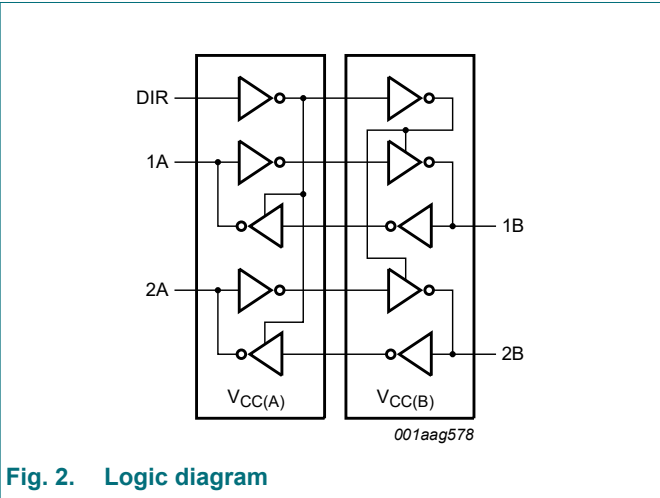 DIR
1A
1B
2A
2B
VCC(A) VCC(B)
001aag578
Fig. 2. Logic diagram